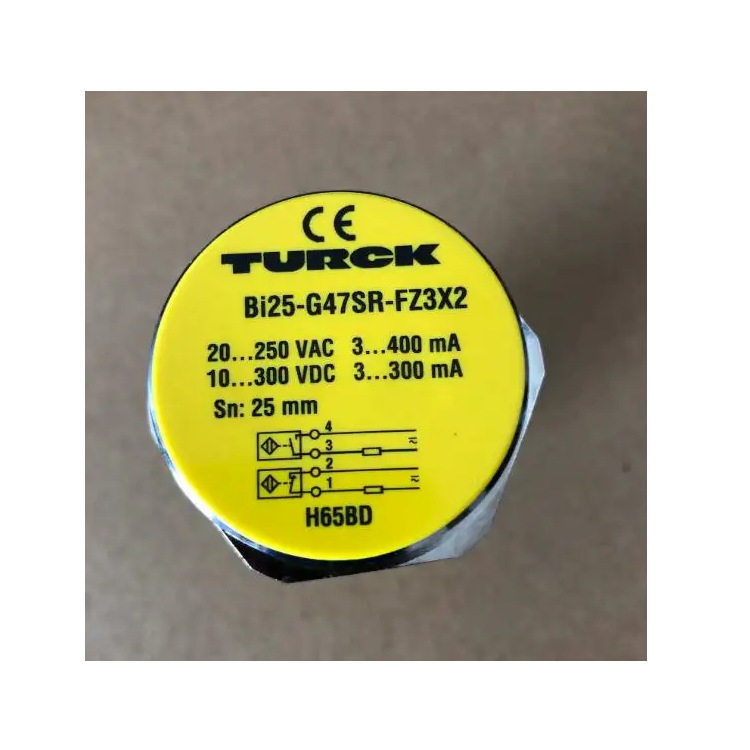 CE
TURCK
Bi25-G47SR-FZ3X2
20...250 VAC 3...400 mA
10...300 VDC 3...300 mA
Sn: 25 mm
4
3
2
1
H65BD